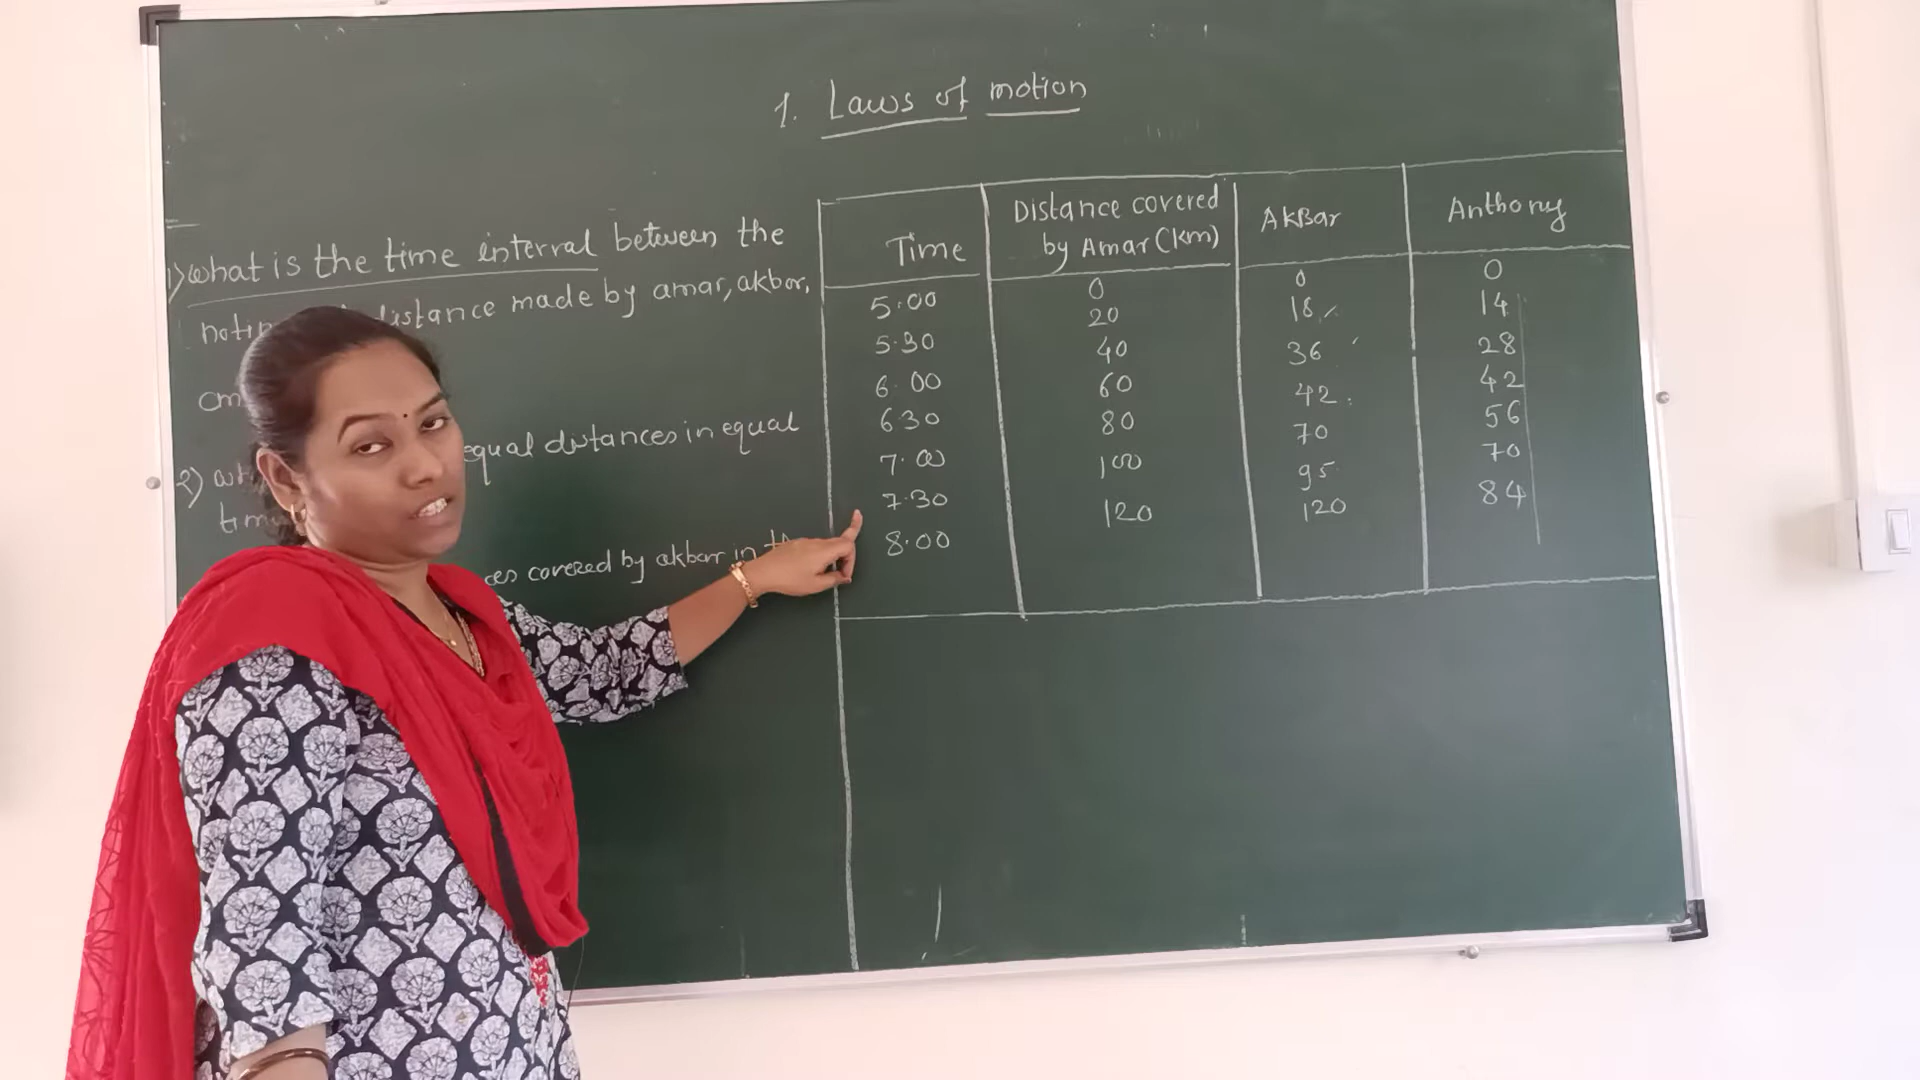 1. Laws of motion
1) what is the time interval between the
distance made by amar, akbar,
2)
equal distances in equal
covered by akbar in
Time | Distance covered by Amar (km) | AkBar | Anthony
5.00 | 0 | 0 | 0
5.30 | 20 | 18 | 14
6.00 | 40 | 36 | 28
6 30 | 60 | 42 | 42
7.00 | 80 | 70 | 56
7.30 | 100 | 95 | 70
8.00 | 120 | 120 | 84